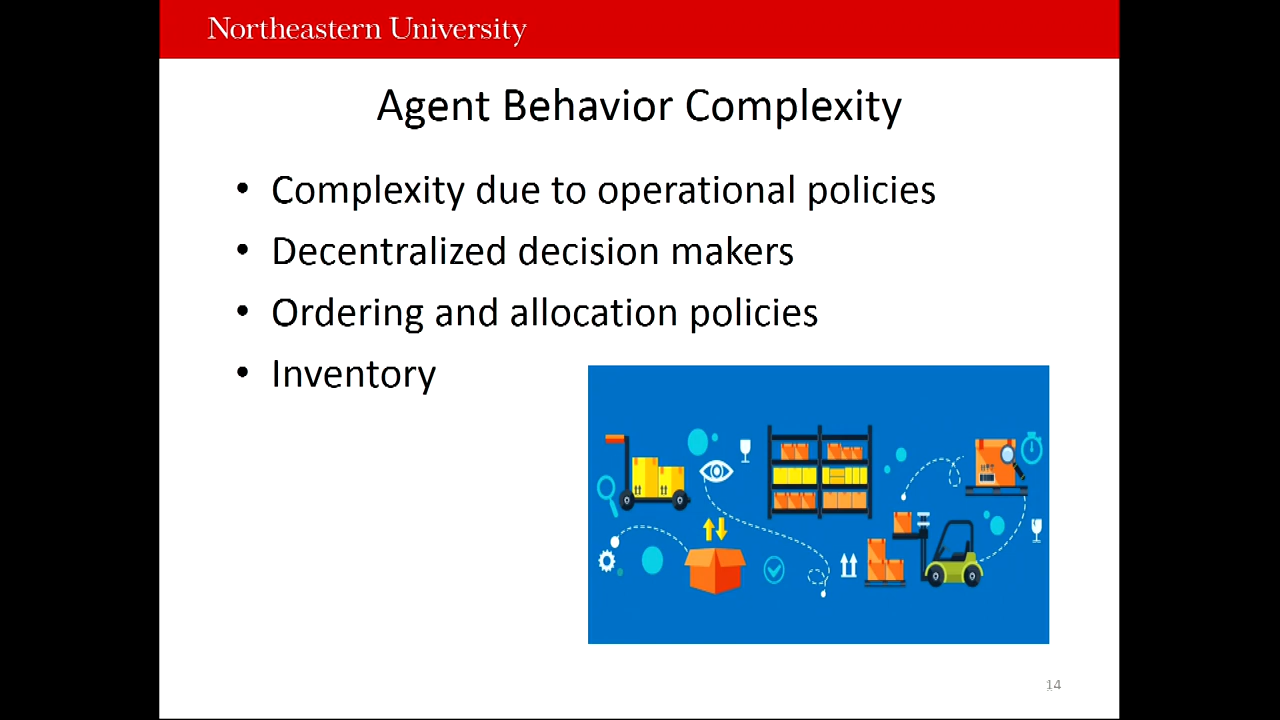 Northeastern University
Agent Behavior Complexity
• Complexity due to operational policies
• Decentralized decision makers
• Ordering and allocation policies
• Inventory
14